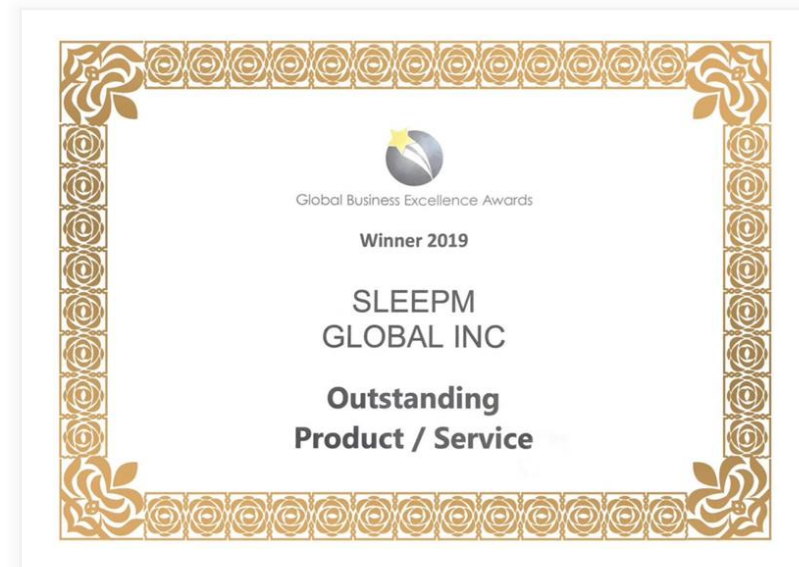 Global Business Excellence Awards
Winner 2019
SLEEPM
GLOBAL INC
Outstanding
Product / Service